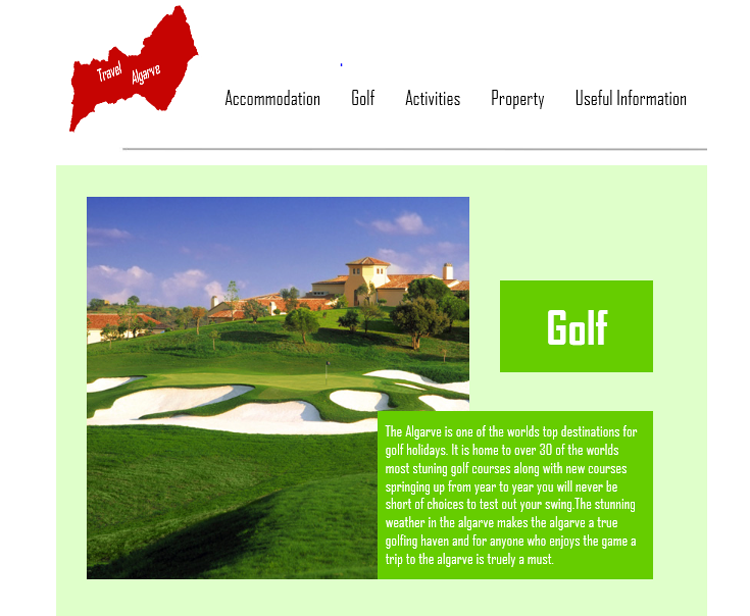 Travel Algarve
Accommodation Golf Activities Property Useful Information
Golf
The Algarve is one of the worlds top destinations for
golf holidays. It is home to over 30 of the worlds
most stuning golf courses along with new courses
springing up from year to year you will never be
short of choices to test out your swing.The stunning
weather in the algarve makes the algarve a true
golfing haven and for anyone who enjoys the game a
trip to the algarve is truely a must.